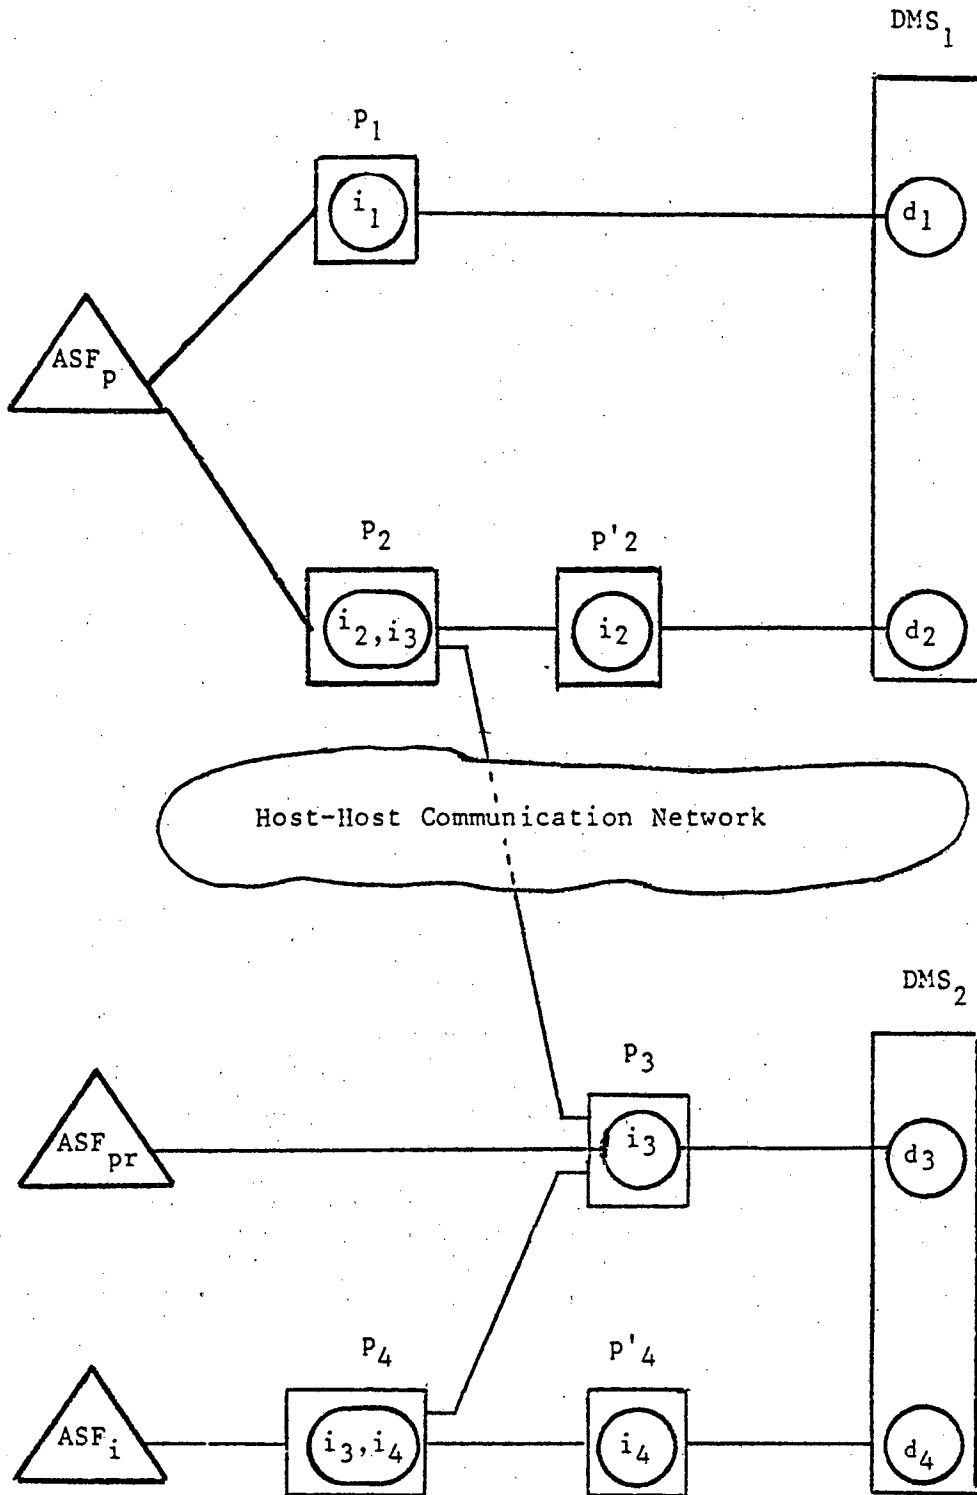 DMS₁
P₁
i₁
d₁
ASFₚ
P₂
P'2
i₂,i₃
i₂
d₂
Host-Host Communication Network
DMS₂
P₃
i₃
d₃
ASFₚᵣ
P₄
P'₄
ASFᵢ
i₃,i₄
i₄
d₄